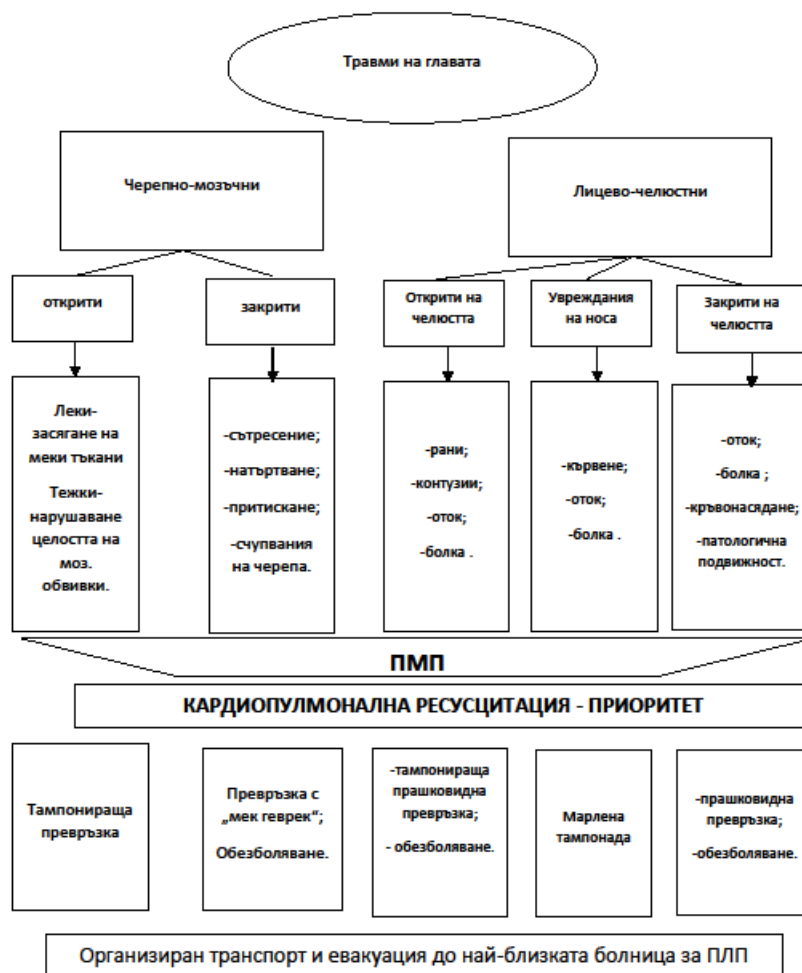 Травми на главата
Черепно-мозъчни
Лицево-челюстни
открити
закрити
Открити на
челюстта
Увреждания
на носа
Закрити на
челюстта
Леки-
засягане на
меки тъкани
Тежки-
нарушаване
целостта на
моз.
обвивки.
-сътресение;
-натъртване;
-притискане;
-счупвания
на черепа.
-рани;
-контузии;
-оток;
-болка .
-кървене;
-оток;
-болка .
-оток;
-болка ;
-кръвонасядане;
-патологична
подвижност.
ПМП
КАРДИОПУЛМОНАЛНА РЕСУСЦИТАЦИЯ - ПРИОРИТЕТ
Тампонираща
превръзка
Превръзка с
„мек геврек“;
Обезболяване.
-тампонираща
прашковидна
превръзка;
- обезболяване.
Марлена
тампонада
-прашковидна
превръзка;
-обезболяване.
Организиран транспорт и евакуация до най-близката болница за ПЛП